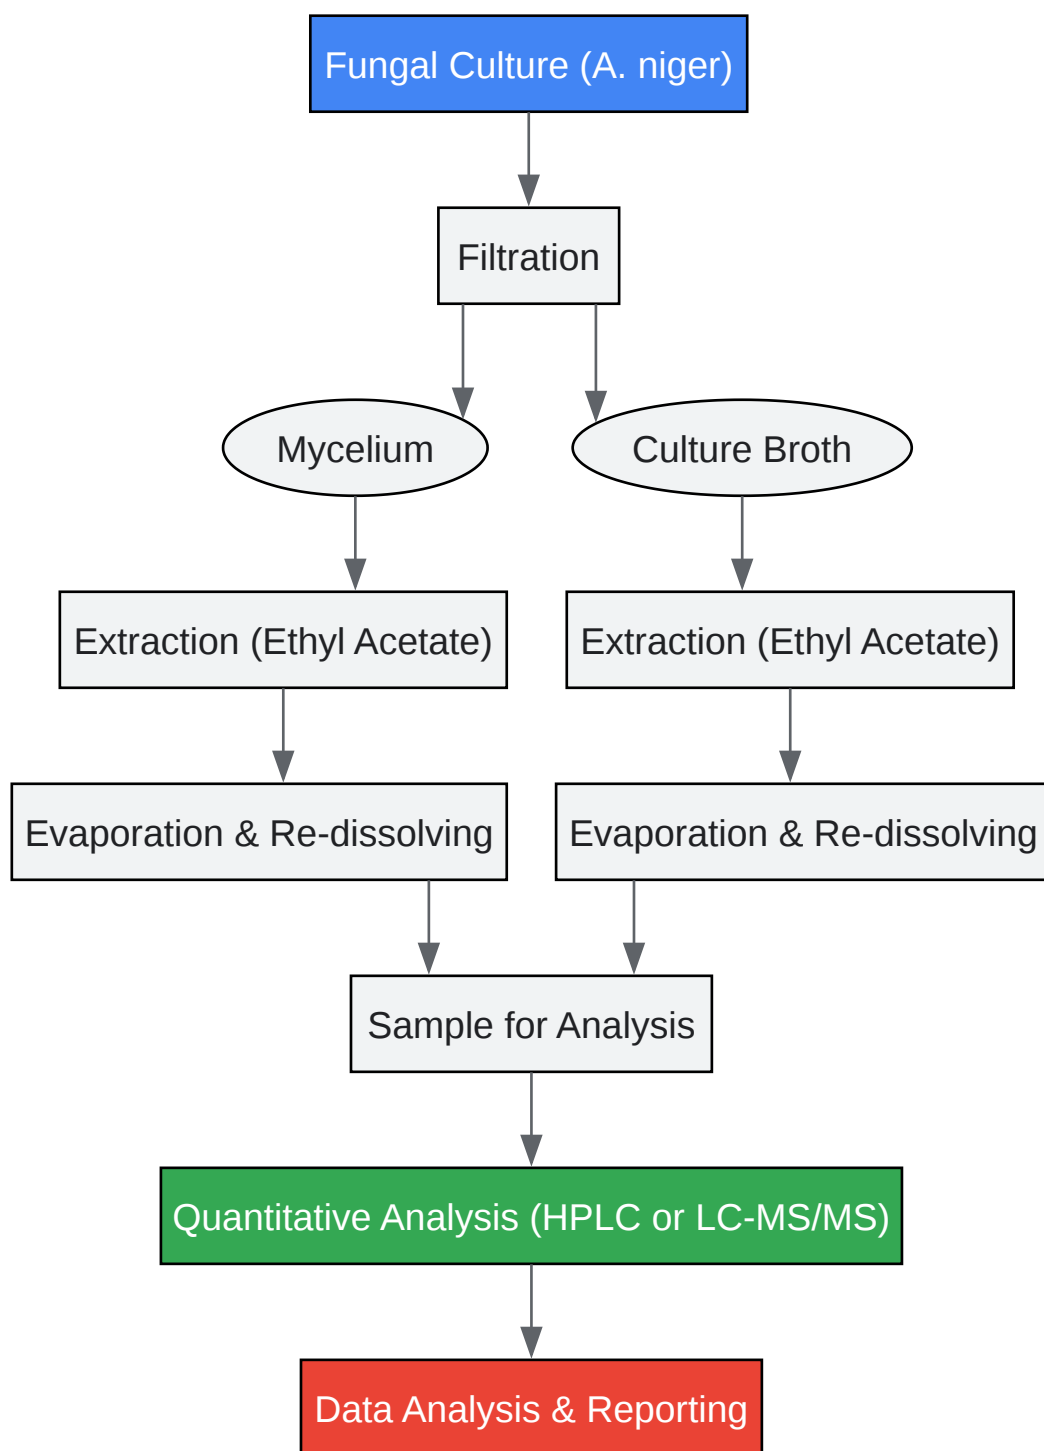 Fungal Culture (A. niger)
Filtration
Mycelium
Culture Broth
Extraction (Ethyl Acetate)
Extraction (Ethyl Acetate)
Evaporation & Re-dissolving
Evaporation & Re-dissolving
Sample for Analysis
Quantitative Analysis (HPLC or LC-MS/MS)
Data Analysis & Reporting